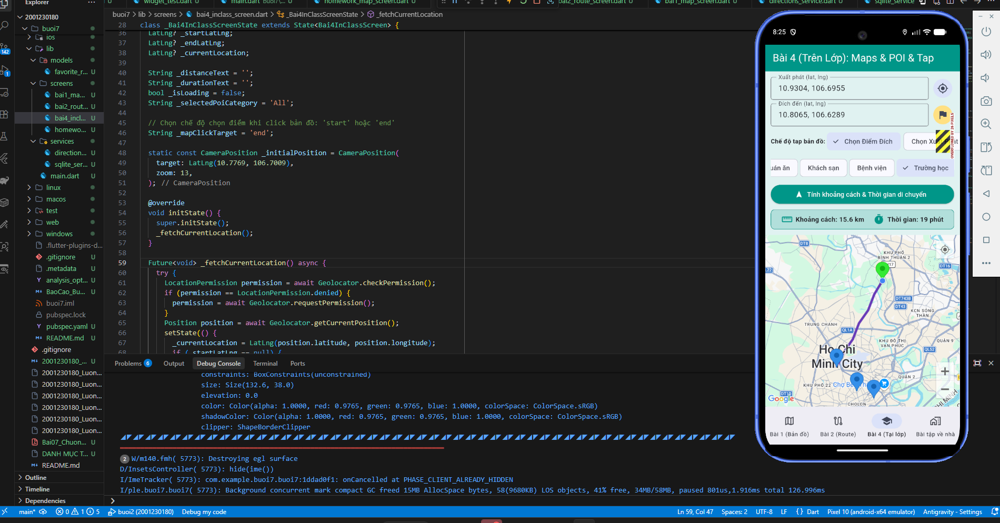 Explorer
widget_test.dart U
main.dart buoi7\...
homework_map_screen.dart U
bai2_route_screen.dart U
bai1_map_screen.dart U
directions_service.dart U
sqlite_service
2001230180
buoi7
ios
lib
models
favorite_r... U
screens
bai1_ma... U
bai2_rout... U
bai4_incl... U
homewo... U
services
direction... U
sqlite_ser... U
main.dart U
linux
macos
test
web
windows
.flutter-plugins-d...
.gitignore U
.metadata U
analysis_opt... U
BaoCao_Bu... U
buoi7.iml
pubspec.lock
pubspec.yaml U
README.md U
.gitignore
2001230180_... U
2001230180_Luon...
2001230180_Luon...
2001230180_Luon...
2001230180_Luon...
2001230180_Luon...
2001230180_Luon...
Bai07_Chuon... U
DANH MỤC T... U
README.md
Outline
Timeline
Dependencies
142
1
buoi7 > lib > screens > bai4_inclass_screen.dart > _Bai4InClassScreenState > _fetchCurrentLocation
28 class _Bai4InClassScreenState extends State<Bai4InClassScreen> {
36 LatLng? _startLatLng;
37 LatLng? _endLatLng;
38 LatLng? _currentLocation;
39
40 String _distanceText = '';
41 String _durationText = '';
42 bool _isLoading = false;
43 String _selectedPoiCategory = 'All';
44
45 // Chọn chế độ chọn điểm khi click bản đồ: 'start' hoặc 'end'
46 String _mapClickTarget = 'end';
47
48 static const CameraPosition _initialPosition = CameraPosition(
49 target: LatLng(10.7769, 106.7009),
50 zoom: 13,
51 ); // CameraPosition
52
53 @override
54 void initState() {
55 super.initState();
56 _fetchCurrentLocation();
57 }
58
59 Future<void> _fetchCurrentLocation() async {
60 try {
61 LocationPermission permission = await Geolocator.checkPermission();
62 if (permission == LocationPermission.denied) {
63 permission = await Geolocator.requestPermission();
64 }
65 Position position = await Geolocator.getCurrentPosition();
66 setState(() {
67 _currentLocation = LatLng(position.latitude, position.longitude);
68 if (_startLatLng == null) {
Problems 6 Output Debug Console Terminal Ports
constraints: BoxConstraints(unconstrained)
size: Size(132.6, 38.0)
elevation: 0.0
color: Color(alpha: 1.0000, red: 0.9765, green: 0.9765, blue: 1.0000, colorSpace: ColorSpace.sRGB)
shadowColor: Color(alpha: 1.0000, red: 0.9765, green: 0.9765, blue: 1.0000, colorSpace: ColorSpace.sRGB)
clipper: ShapeBorderClipper
2 W/m140.fmh( 5773): Destroying egl surface
D/InsetsController( 5773): hide(ime())
I/ImeTracker( 5773): com.example.buoi7.buoi7:1ddad0f1: onCancelled at PHASE_CLIENT_ALREADY_HIDDEN
I/ple.buoi7.buoi7( 5773): Background concurrent mark compact GC freed 15MB AllocSpace bytes, 58(9680KB) LOS objects, 41% free, 34MB/58MB, paused 801us,1.916ms total 126.996ms
main* 0 1 5 buoi2 (2001230180) Debug my code
Ln 59, Col 47 Spaces: 2 UTF-8 LF {} Dart Pixel 10 (android-x64 emulator) Antigravity - Settings
8:25
Bài 4 (Trên Lớp): Maps & POI & Tap
Xuất phát (lat, lng)
10.9304, 106.6955
Đích đến (lat, lng)
10.8065, 106.6289
OVERFLOWED BY 26 PIXELS
Chế độ tap bản đồ: Chọn Điểm Đích Chọn Xuất Phát
uán ăn Khách sạn Bệnh viện Trường học
Tính khoảng cách & Thời gian di chuyển
Khoảng cách: 15.6 km Thời gian: 19 phút
DT8
KHU PHỐ
BÌNH THUẬN 2
17
DT16
22
DT743B
DT43
KCN SÓNG
THẦN
TRUNG CHANH
QL1A
KHU ĐÔ THỊ
VẠN PHÚC
QUẬN 9
QL52
Ho Chi
Minh City
QUẬN 2
KHU PHỐ 22
Chợ Bến Th
DT10
Google
CHOLON
PHỐ CHÍ MINH
Bài 1 (Bản đồ) Bài 2 (Route) Bài 4 (Tại lớp) Bài tập về nhà